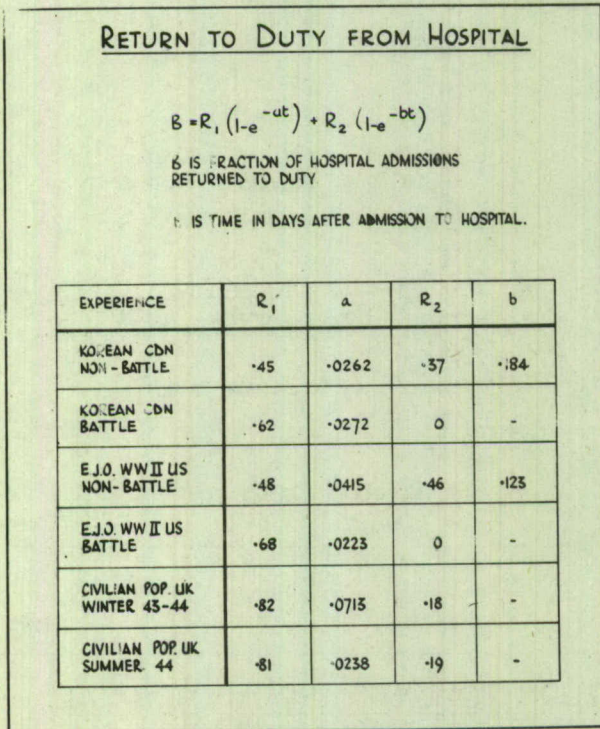 RETURN TO DUTY FROM HOSPITAL
B = R₁ (1-e^-at) + R₂ (1-e^-bt)
B IS FRACTION OF HOSPITAL ADMISSIONS
RETURNED TO DUTY
t IS TIME IN DAYS AFTER ADMISSION TO HOSPITAL.
EXPERIENCE R₁ a R₂ b
KOREAN CDN
NON-BATTLE ·45 ·0262 ·37 ·184
KOREAN CDN
BATTLE ·62 ·0272 0 -
E.J.O. WW II US
NON-BATTLE ·48 ·0415 ·46 ·123
E.J.O. WW II US
BATTLE ·68 ·0223 0 -
CIVILIAN POP. UK
WINTER 43-44 ·82 ·0713 ·18 -
CIVILIAN POP. UK
SUMMER 44 ·81 ·0238 ·19 -